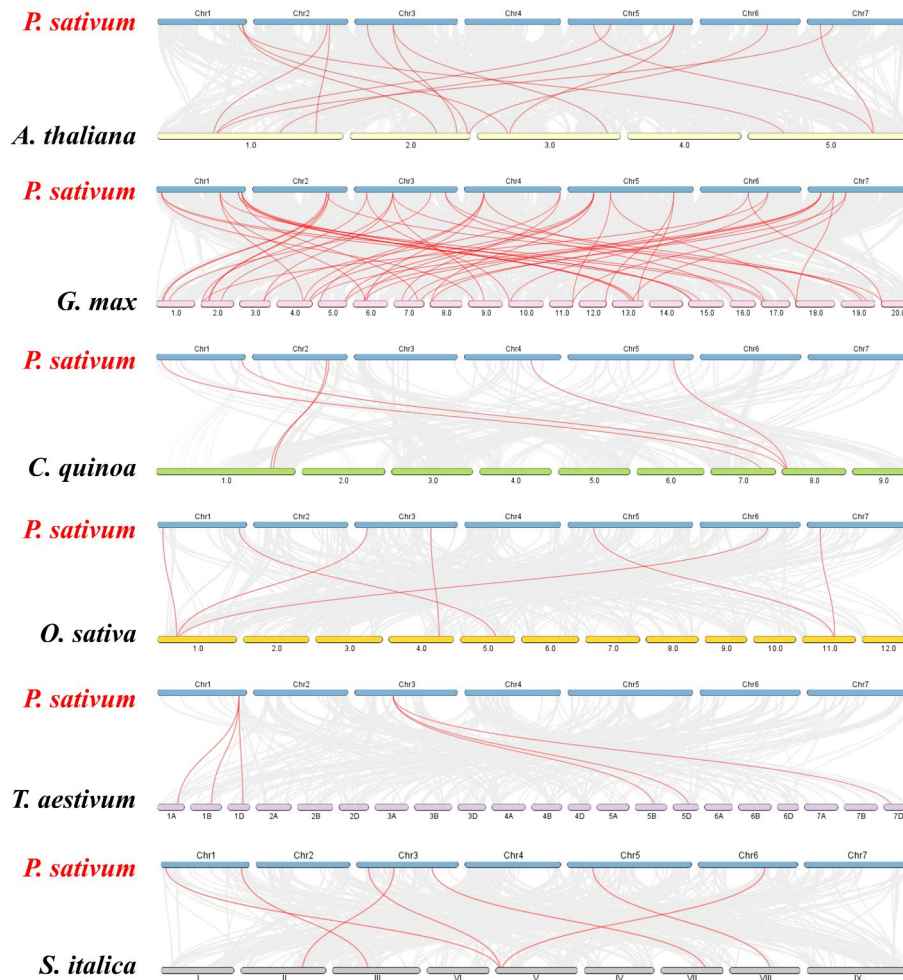 Chr1 Chr2 Chr3 Chr4 Chr5 Chr6 Chr7
P. sativum
A. thaliana
1.0 2.0 3.0 4.0 5.0
Chr1 Chr2 Chr3 Chr4 Chr5 Chr6 Chr7
P. sativum
G. max
1.0 2.0 3.0 4.0 5.0 6.0 7.0 8.0 9.0 10.0 11.0 12.0 13.0 14.0 15.0 16.0 17.0 18.0 19.0 20.0
Chr1 Chr2 Chr3 Chr4 Chr5 Chr6 Chr7
P. sativum
C. quinoa
1.0 2.0 3.0 4.0 5.0 6.0 7.0 8.0 9.0
Chr1 Chr2 Chr3 Chr4 Chr5 Chr6 Chr7
P. sativum
O. sativa
1.0 2.0 3.0 4.0 5.0 6.0 7.0 8.0 9.0 10.0 11.0 12.0
Chr1 Chr2 Chr3 Chr4 Chr5 Chr6 Chr7
P. sativum
T. aestivum
1A 1B 1D 2A 2B 2D 3A 3B 3D 4A 4B 4D 5A 5B 5D 6A 6B 6D 7A 7B 7D
Chr1 Chr2 Chr3 Chr4 Chr5 Chr6 Chr7
P. sativum
S. italica
I II III VI V IV VII VIII IX